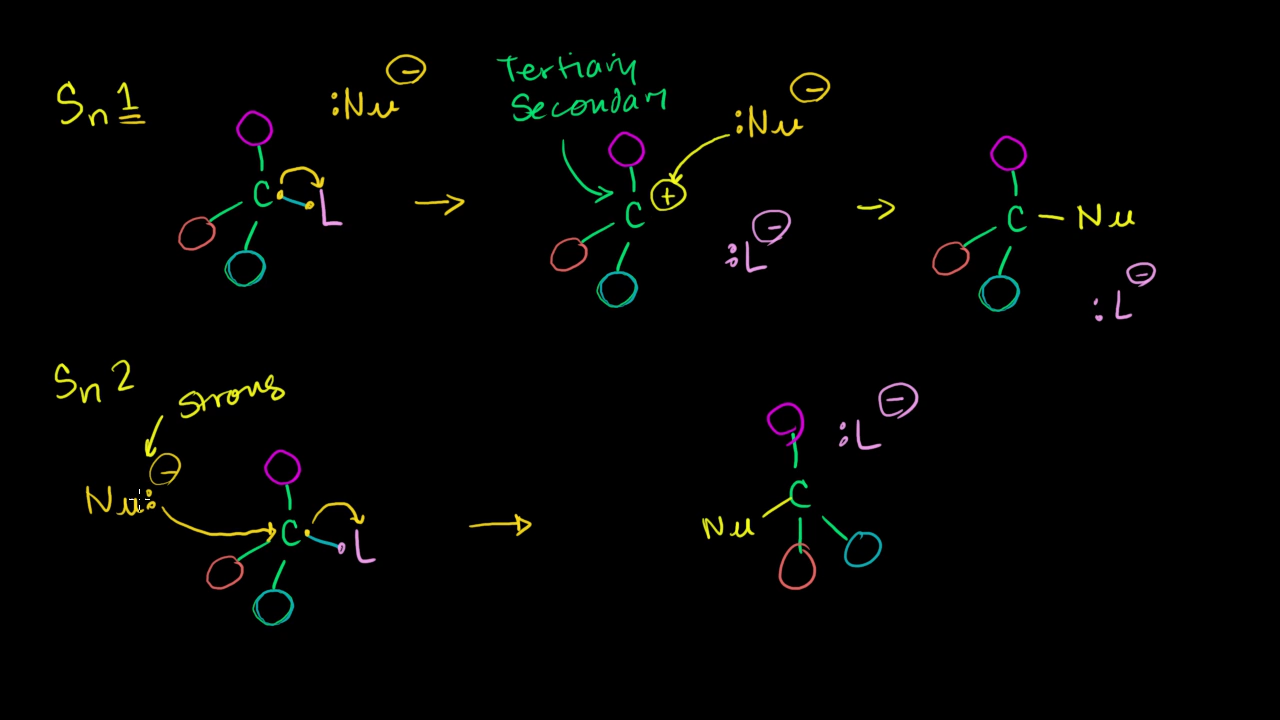 Sn1
:Nu −
Tertiary
Secondary
:Nu −
C L
→
C +
:L −
→
C — Nu
:L −
Sn2
strong
−
Nu:
C L
→
:L −
C
Nu